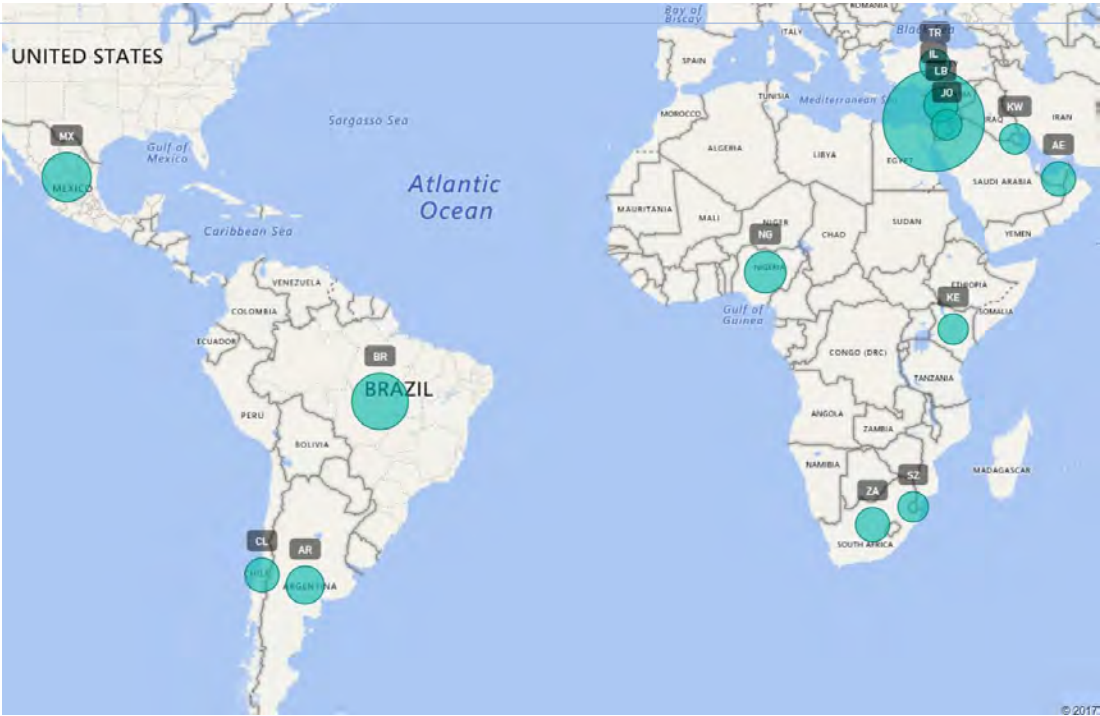 Bay of
Biscay
ROMANIA
UNITED STATES
ITALY
Black Sea
TR
SPAIN
IL
LB
JO
TUNISIA
Mediterranean
KW
IRAQ
IRAN
Sargasso Sea
MOROCCO
MX
Gulf of
Mexico
ALGERIA
LIBYA
EGYPT
AE
SAUDI ARABIA
MEXICO
Atlantic
Ocean
MAURITANIA
MALI
NIGER
CHAD
SUDAN
YEMEN
Caribbean Sea
NG
NIGERIA
VENEZUELA
ETHIOPIA
KE
SOMALIA
COLOMBIA
Gulf of
Guinea
ECUADOR
CONGO (DRC)
BR
BRAZIL
TANZANIA
PERU
ANGOLA
ZAMBIA
BOLIVIA
NAMIBIA
MADAGASCAR
SZ
ZA
SOUTH AFRICA
CL
AR
CHILE
ARGENTINA
© 2017